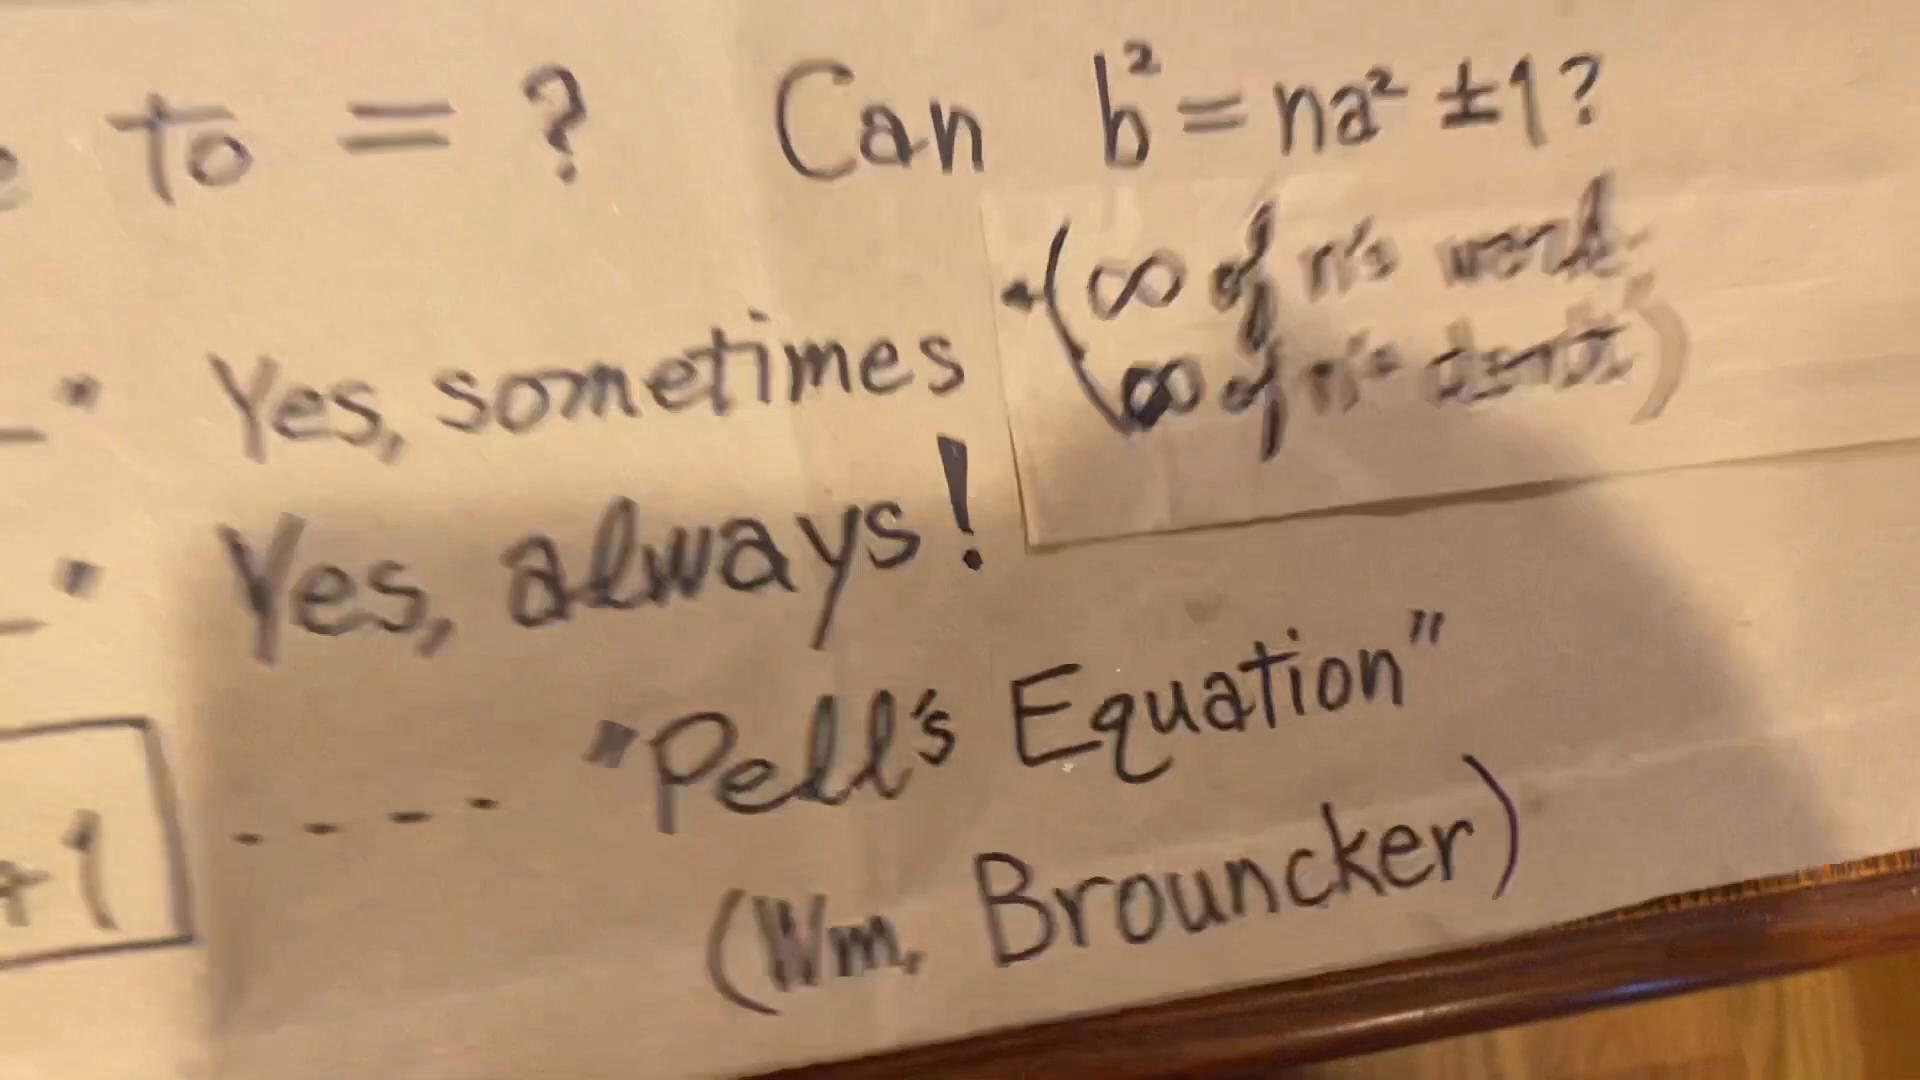 to = ? Can b² = na² ±1?
(∞ of n's work
∞ of n's don't)
Yes, sometimes
Yes, always!
"Pell's Equation"
+1
(Wm. Brouncker)